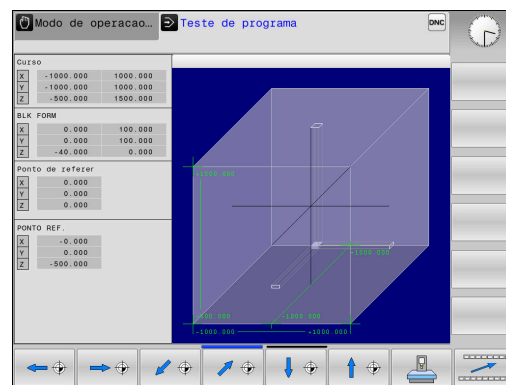 Modo de operacao...
Teste de programa
DNC
Curso
X -1000.000 1000.000
Y -1000.000 1000.000
Z -500.000 1500.000
BLK FORM
X 0.000 100.000
Y 0.000 100.000
Z -40.000 0.000
Ponto de referer
X 0.000
Y 0.000
Z 0.000
PONTO REF.
X -0.000
Y 0.000
Z -500.000
+1000.000
-1000.000
-1000.000
+1000.000